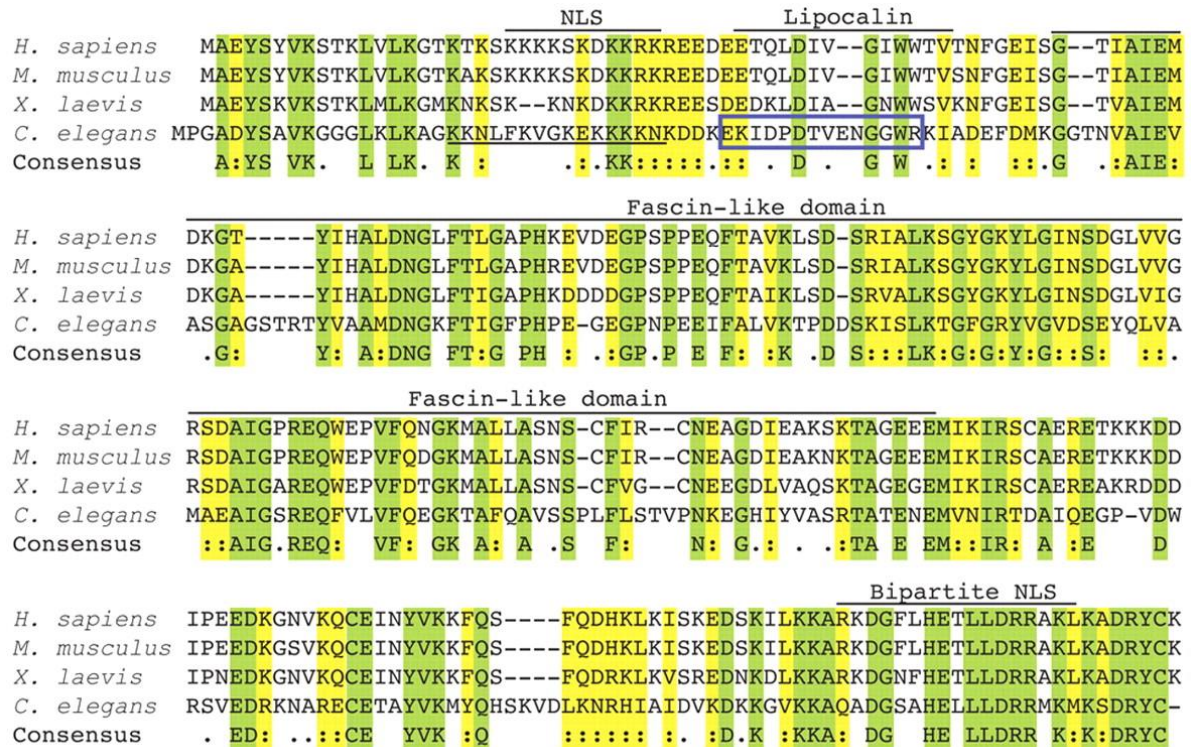 NLS Lipocalin
H. sapiens MAEYSYVKSTKLVLKGTKTKSKKKKSKDKKRKREEDEETQLDIV--GIWWTVTNFGEISG--TIAIEM
M. musculus MAEYSYVKSTKLVLKGTKAKSKKKKSKDKKRKREEDEETQLDIV--GIWWTVSNFGEISG--TIAIEM
X. laevis MAEYSKVKSTKLMLKGMKNKSK--KNKDKKRKREESDEDKLDIA--GNWWSVKNFGEISG--TVAIEM
C. elegans MPGADYSAVKGGGLKLKAGKKNLFKVGKEKKKKNKDDKEKIDPDTVENGGWRKIADEFDMKGGTNVAIEV
Consensus A:YS VK. L LK. K : .:. KK:::::.:: . D . G W .: : ::. :G .:AIE:
Fascin-like domain
H. sapiens DKGT-----YIHALDNGLFTLGAPHKEVDEGPSPPEQFTAVKLSD-SRIALKSGYGKYLGINSDGLVVG
M. musculus DKGA-----YIHALDNGLFTLGAPHREVDEGPSPPEQFTAVKLSD-SRIALKSGYGKYLGINSDGLVVG
X. laevis DKGA-----YIHALDNGLFTIGAPHKDDDDGPSPPEQFTAIKLSD-SRVALKSGYGKYLGINSDGLVIG
C. elegans ASGAGSTRTYVAAMDNGKFTIGFPHPE-GEGPNPEEIFALVKTPDDSKISLKTGFGRYVGVDSEYQLVA
Consensus .G: Y: A:DNG FT:G PH : .:GP.P E F: :K .D S:::LK:G:G:Y:G::S: ::.
Fascin-like domain
H. sapiens RSDAIGPREQWEPVFQNGKMALLASNS-CFIR--CNEAGDIEAKSKTAGEEEMIKIRSCAERETKKKDD
M. musculus RSDAIGPREQWEPVFQDGKMALLASNS-CFIR--CNEAGDIEAKNKTAGEEEMIKIRSCAERETKKKDD
X. laevis RSDAIGAREQWEPVFDTGKMALLASNS-CFVG--CNEEGDLVAQSKTAGEGEMIKIRSCAEREAKRDDD
C. elegans MAEAIGSREQFVLVFQEGKTAFQAVSSPLFLSTVPNKEGHIYVASRTATENEMVNIRTDAIQEGP-VDW
Consensus ::AIG.REQ: VF: GK A: A .S F: N: G.: . .:TA E EM::IR: A :E D
Bipartite NLS
H. sapiens IPEEDKGNVKQCEINYVKKFQS----FQDHKLKISKEDSKILKKARKDGFLHETLLDRRAKLKADRYCK
M. musculus IPEEDKGSVKQCEINYVKKFQS----FQDHKLKISKEDSKILKKARKDGFLHETLLDRRAKLKADRYCK
X. laevis IPNEDKGNVKQCEINYVKKFQS----FQDRKLKVSREDNKDLKKARKDGNFHETLLDRRAKLKADRYCK
C. elegans RSVEDRKNARECETAYVKMYQHSKVDLKNRHIAIDVKDKKGVKKAQADGSAHELLLDRRMKMKSDRYC-
Consensus . ED: ..::CE YVK :Q :::::: :. :D.K :KKA: DG HE LLDRR K:K:DRYC